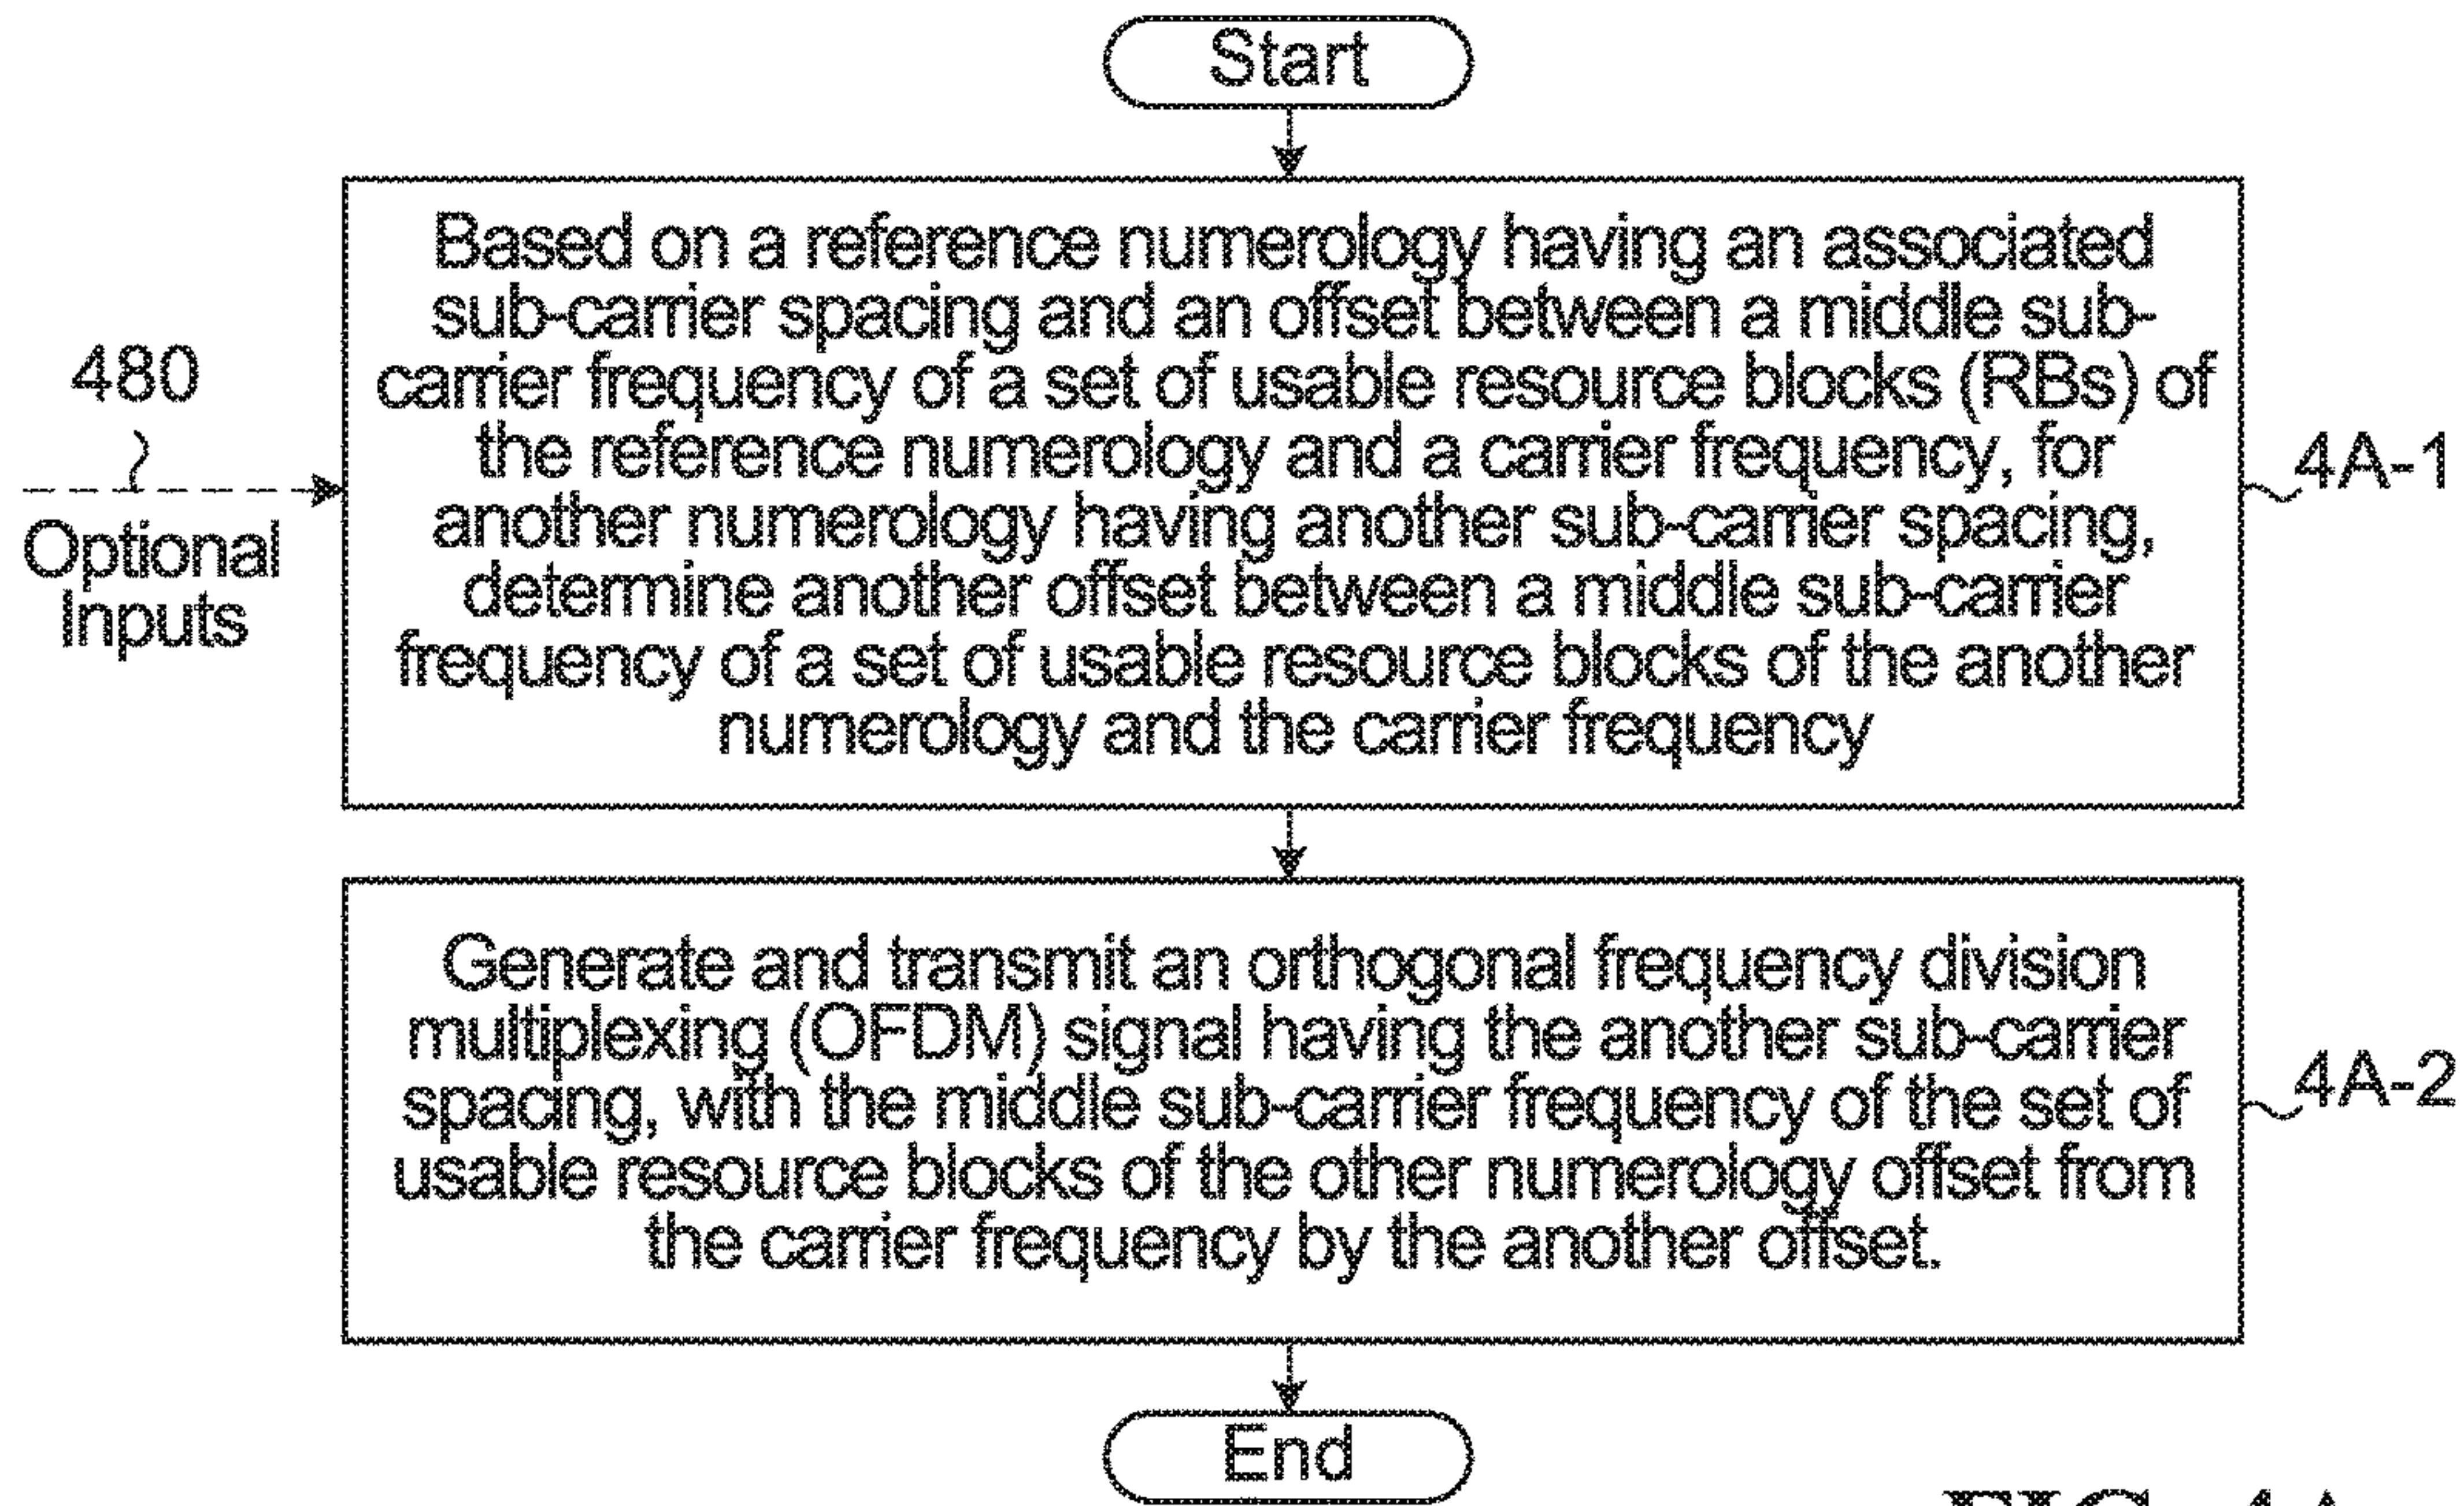 Start
Based on a reference numerology having an associated
sub-carrier spacing and an offset between a middle sub-
carrier frequency of a set of usable resource blocks (RBs) of
the reference numerology and a carrier frequency, for
another numerology having another sub-carrier spacing,
determine another offset between a middle sub-carrier
frequency of a set of usable resource blocks of the another
numerology and the carrier frequency
480
Optional
Inputs
4A-1
Generate and transmit an orthogonal frequency division
multiplexing (OFDM) signal having the another sub-carrier
spacing, with the middle sub-carrier frequency of the set of
usable resource blocks of the other numerology offset from
the carrier frequency by the another offset.
4A-2
End